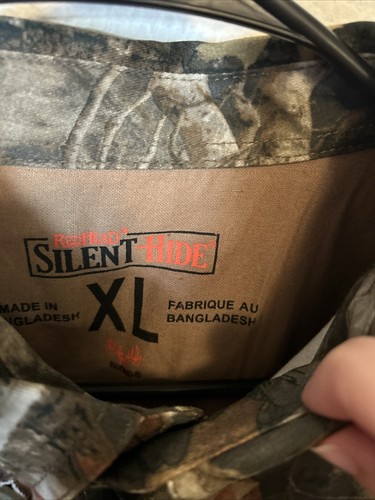 RedHead
SILENT-HIDE
XL
MADE IN
BANGLADESH
FABRIQUE AU
BANGLADESH